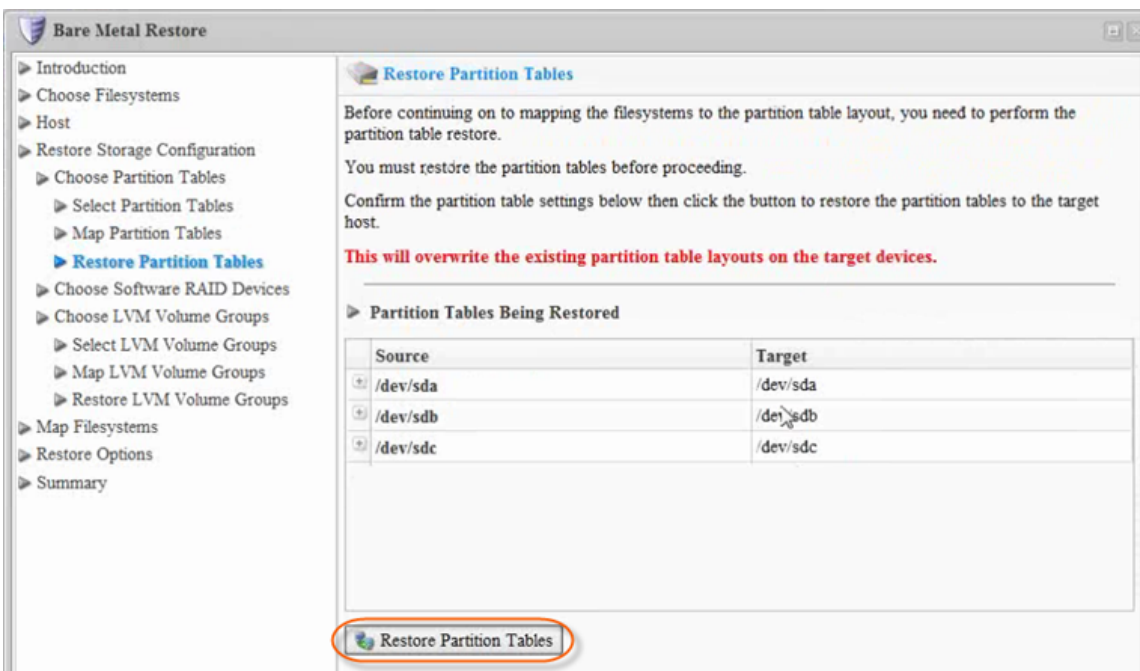 Bare Metal Restore
Introduction
Choose Filesystems
Host
Restore Storage Configuration
Choose Partition Tables
Select Partition Tables
Map Partition Tables
Restore Partition Tables
Choose Software RAID Devices
Choose LVM Volume Groups
Select LVM Volume Groups
Map LVM Volume Groups
Restore LVM Volume Groups
Map Filesystems
Restore Options
Summary
Restore Partition Tables
Before continuing on to mapping the filesystems to the partition table layout, you need to perform the
partition table restore.
You must restore the partition tables before proceeding.
Confirm the partition table settings below then click the button to restore the partition tables to the target
host.
This will overwrite the existing partition table layouts on the target devices.
Partition Tables Being Restored
Source Target
/dev/sda /dev/sda
/dev/sdb /dev/sdb
/dev/sdc /dev/sdc
Restore Partition Tables